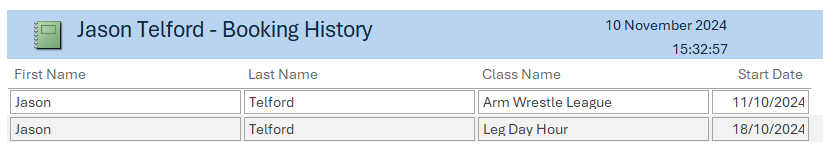 Jason Telford - Booking History
10 November 2024
15:32:57
First Name Last Name Class Name Start Date
Jason Telford Arm Wrestle League 11/10/2024
Jason Telford Leg Day Hour 18/10/2024